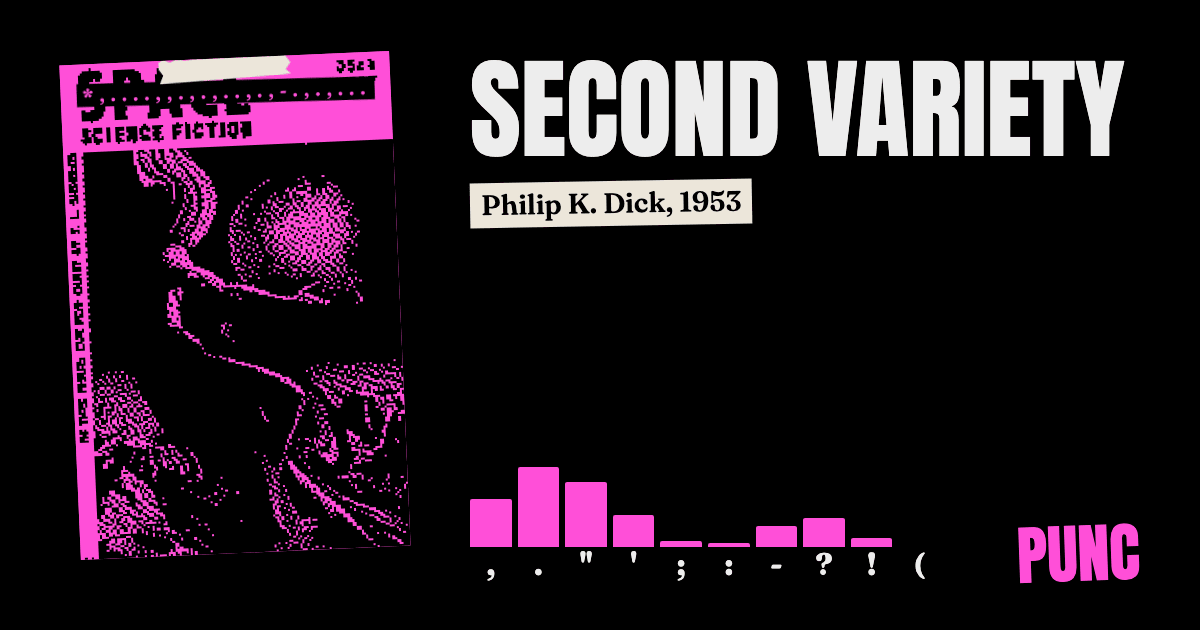 SPACE
35¢
*,.....,.,.,.,.,-.,.,...
SCIENCE FICTION
SECOND VARIETY
Philip K. Dick, 1953
, . " ' ; : - ? ! (
PUNC